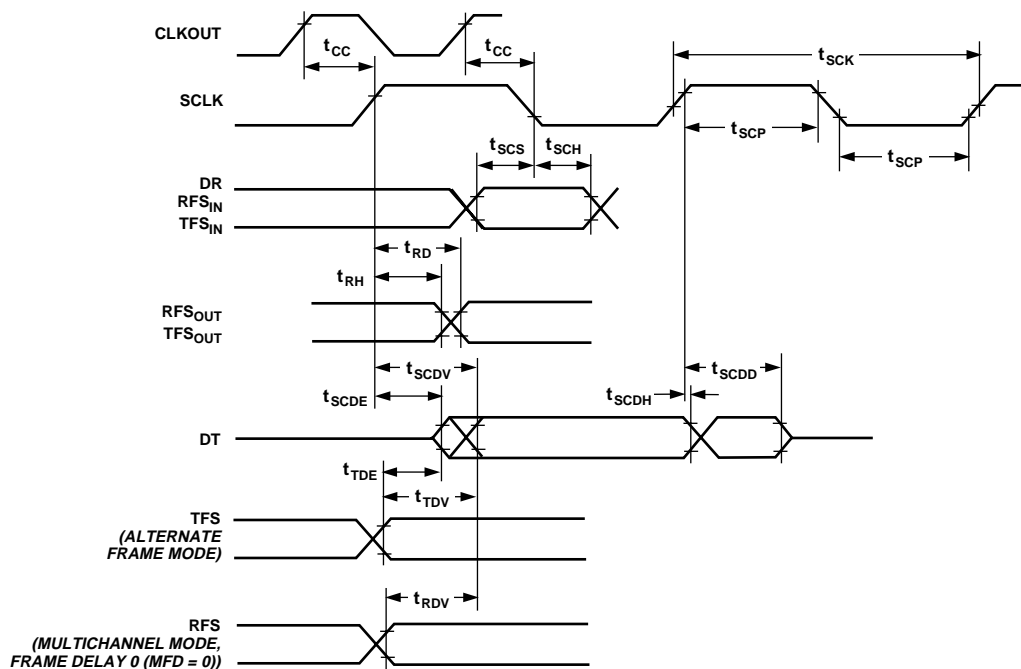 CLKOUT
tCC
tCC
tSCK
SCLK
tSCP
tSCP
tSCS
tSCH
DR
RFSIN
TFSIN
tRD
tRH
RFSOUT
TFSOUT
tSCDV
tSCDD
tSCDE
tSCDH
DT
tTDE
tTDV
TFS
(ALTERNATE
FRAME MODE)
tRDV
RFS
(MULTICHANNEL MODE,
FRAME DELAY 0 (MFD = 0))